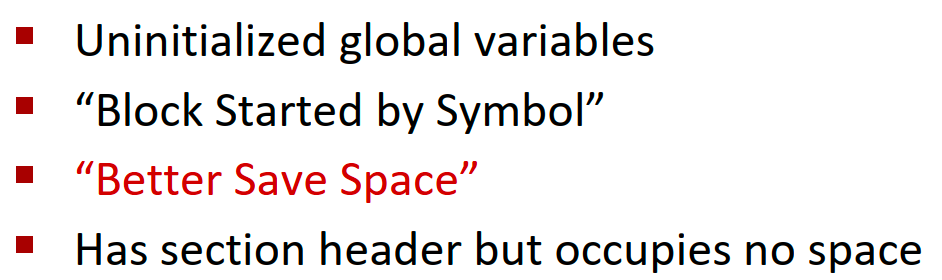 Uninitialized global variables
“Block Started by Symbol”
“Better Save Space”
Has section header but occupies no space